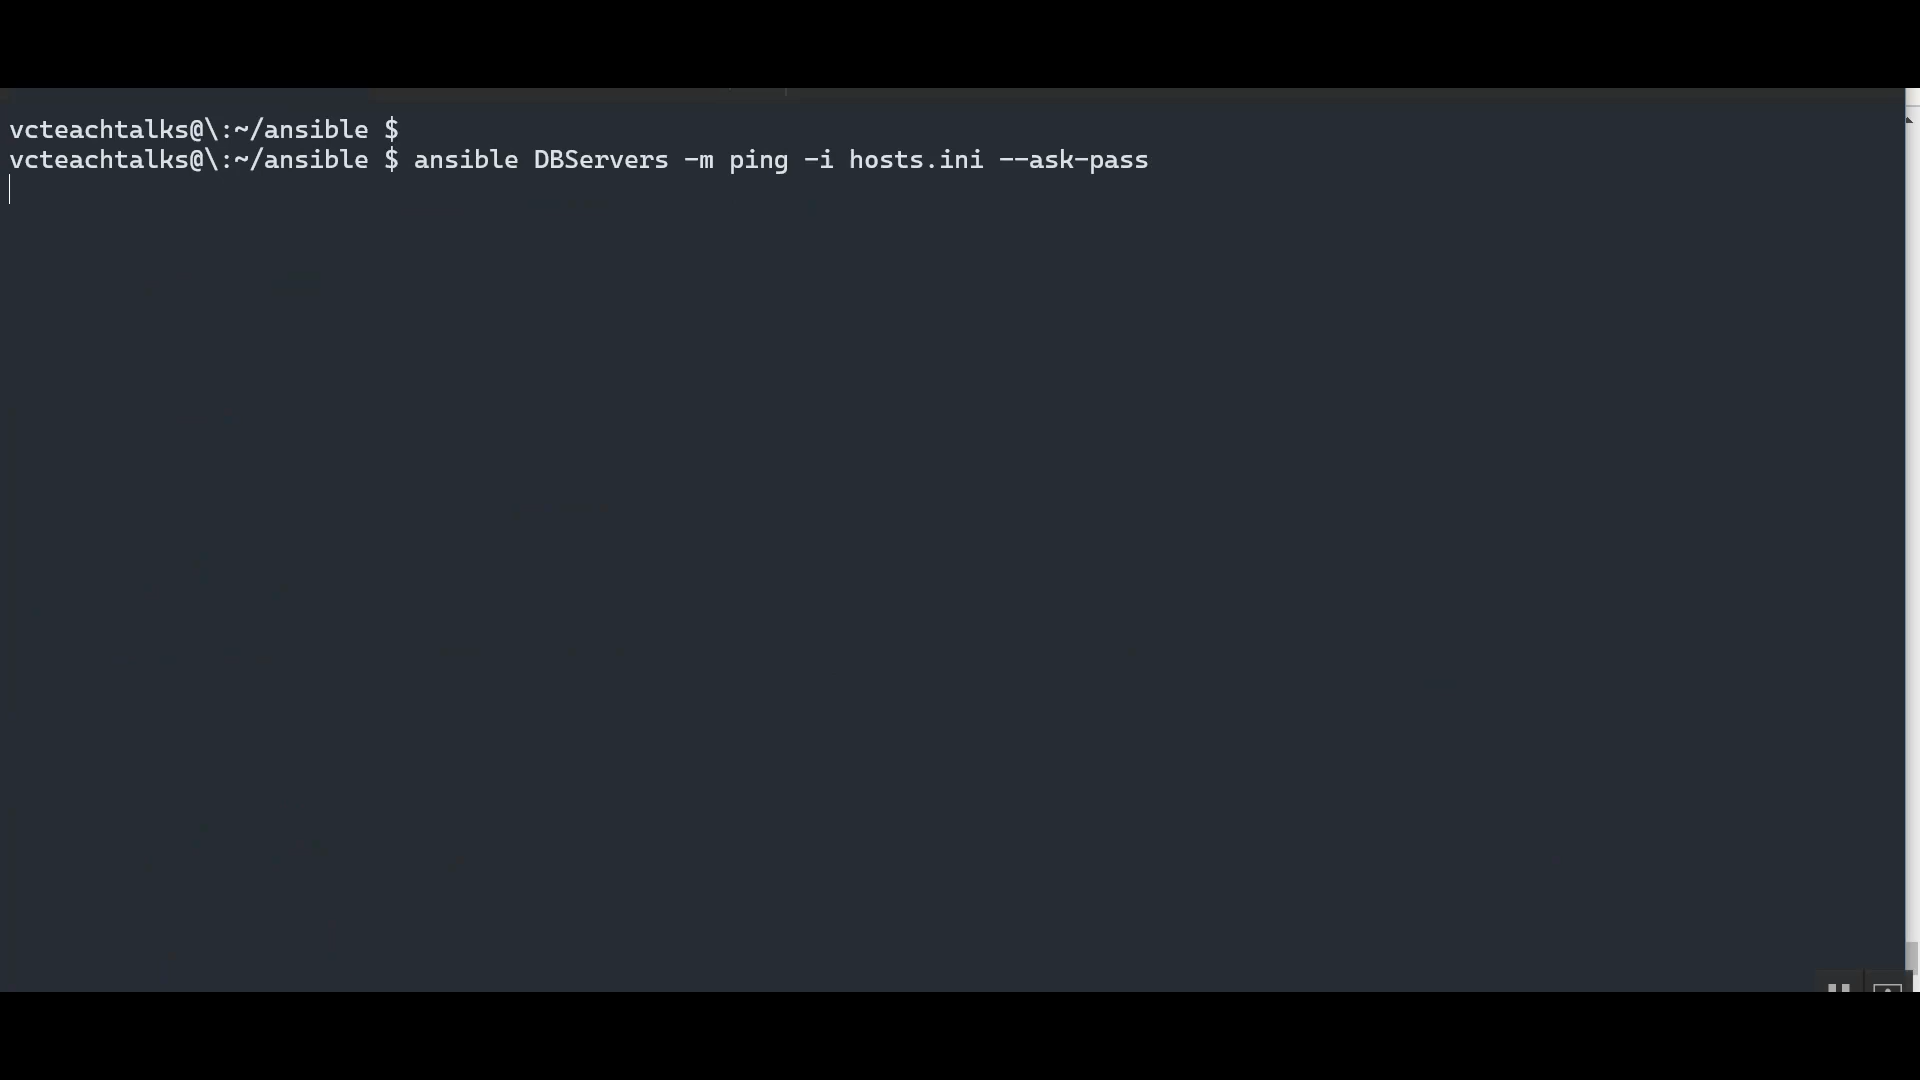 vcteachtalks@\:~/ansible $
vcteachtalks@\:~/ansible $ ansible DBServers -m ping -i hosts.ini --ask-pass